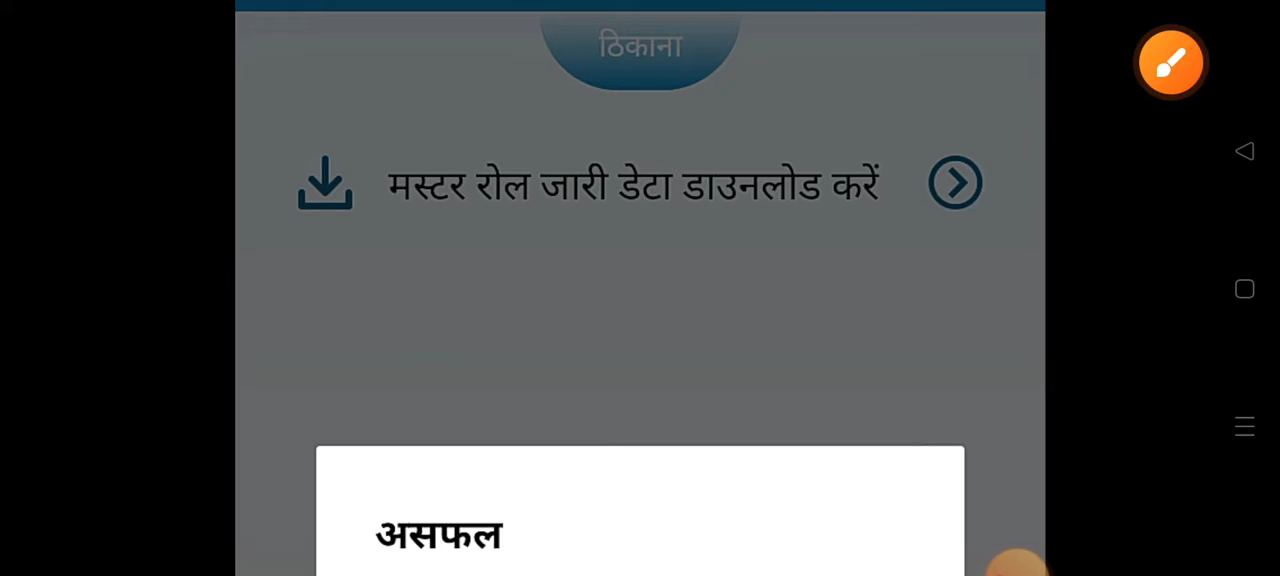 ठिकाना
मस्टर रोल जारी डेटा डाउनलोड करें
असफल